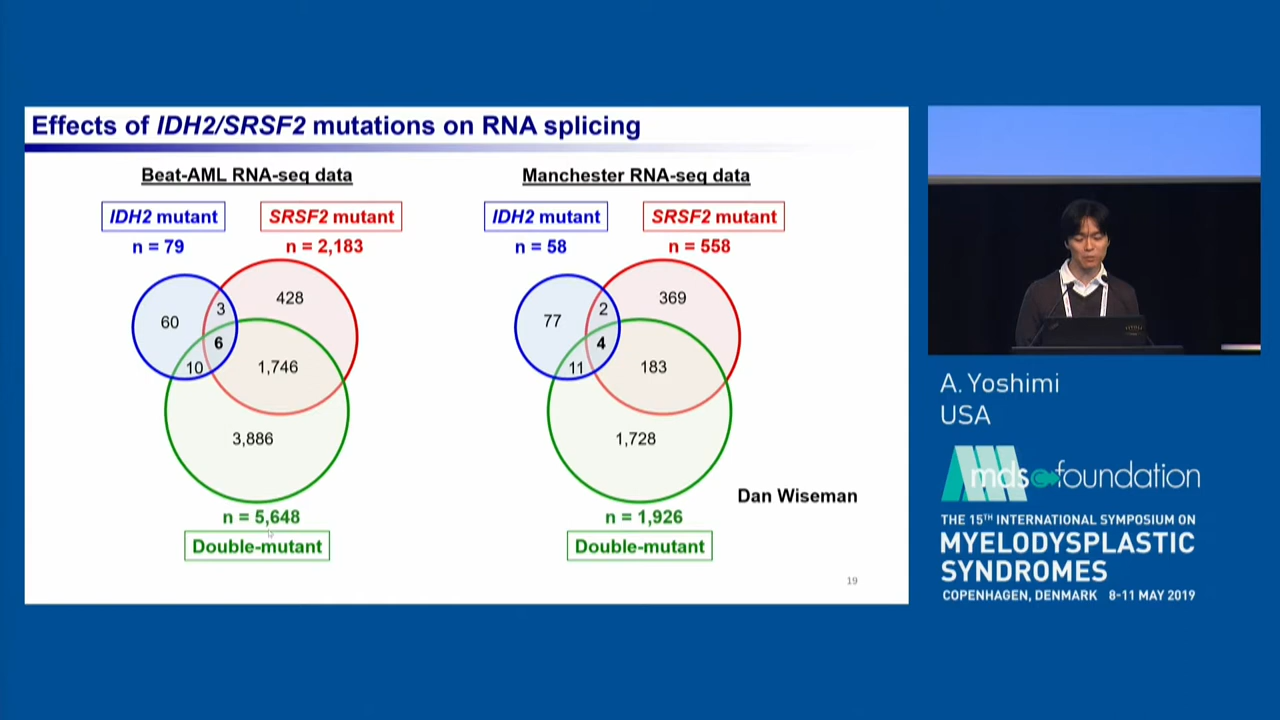 Effects of IDH2/SRSF2 mutations on RNA splicing
Beat-AML RNA-seq data
IDH2 mutant
SRSF2 mutant
n = 79
n = 2,183
60
3
428
6
10
1,746
3,886
n = 5,648
Double-mutant
Manchester RNA-seq data
IDH2 mutant
SRSF2 mutant
n = 58
n = 558
77
2
369
4
11
183
1,728
n = 1,926
Double-mutant
Dan Wiseman
19
A. Yoshimi
USA
mds foundation
THE 15TH INTERNATIONAL SYMPOSIUM ON
MYELODYSPLASTIC
SYNDROMES
COPENHAGEN, DENMARK 8-11 MAY 2019